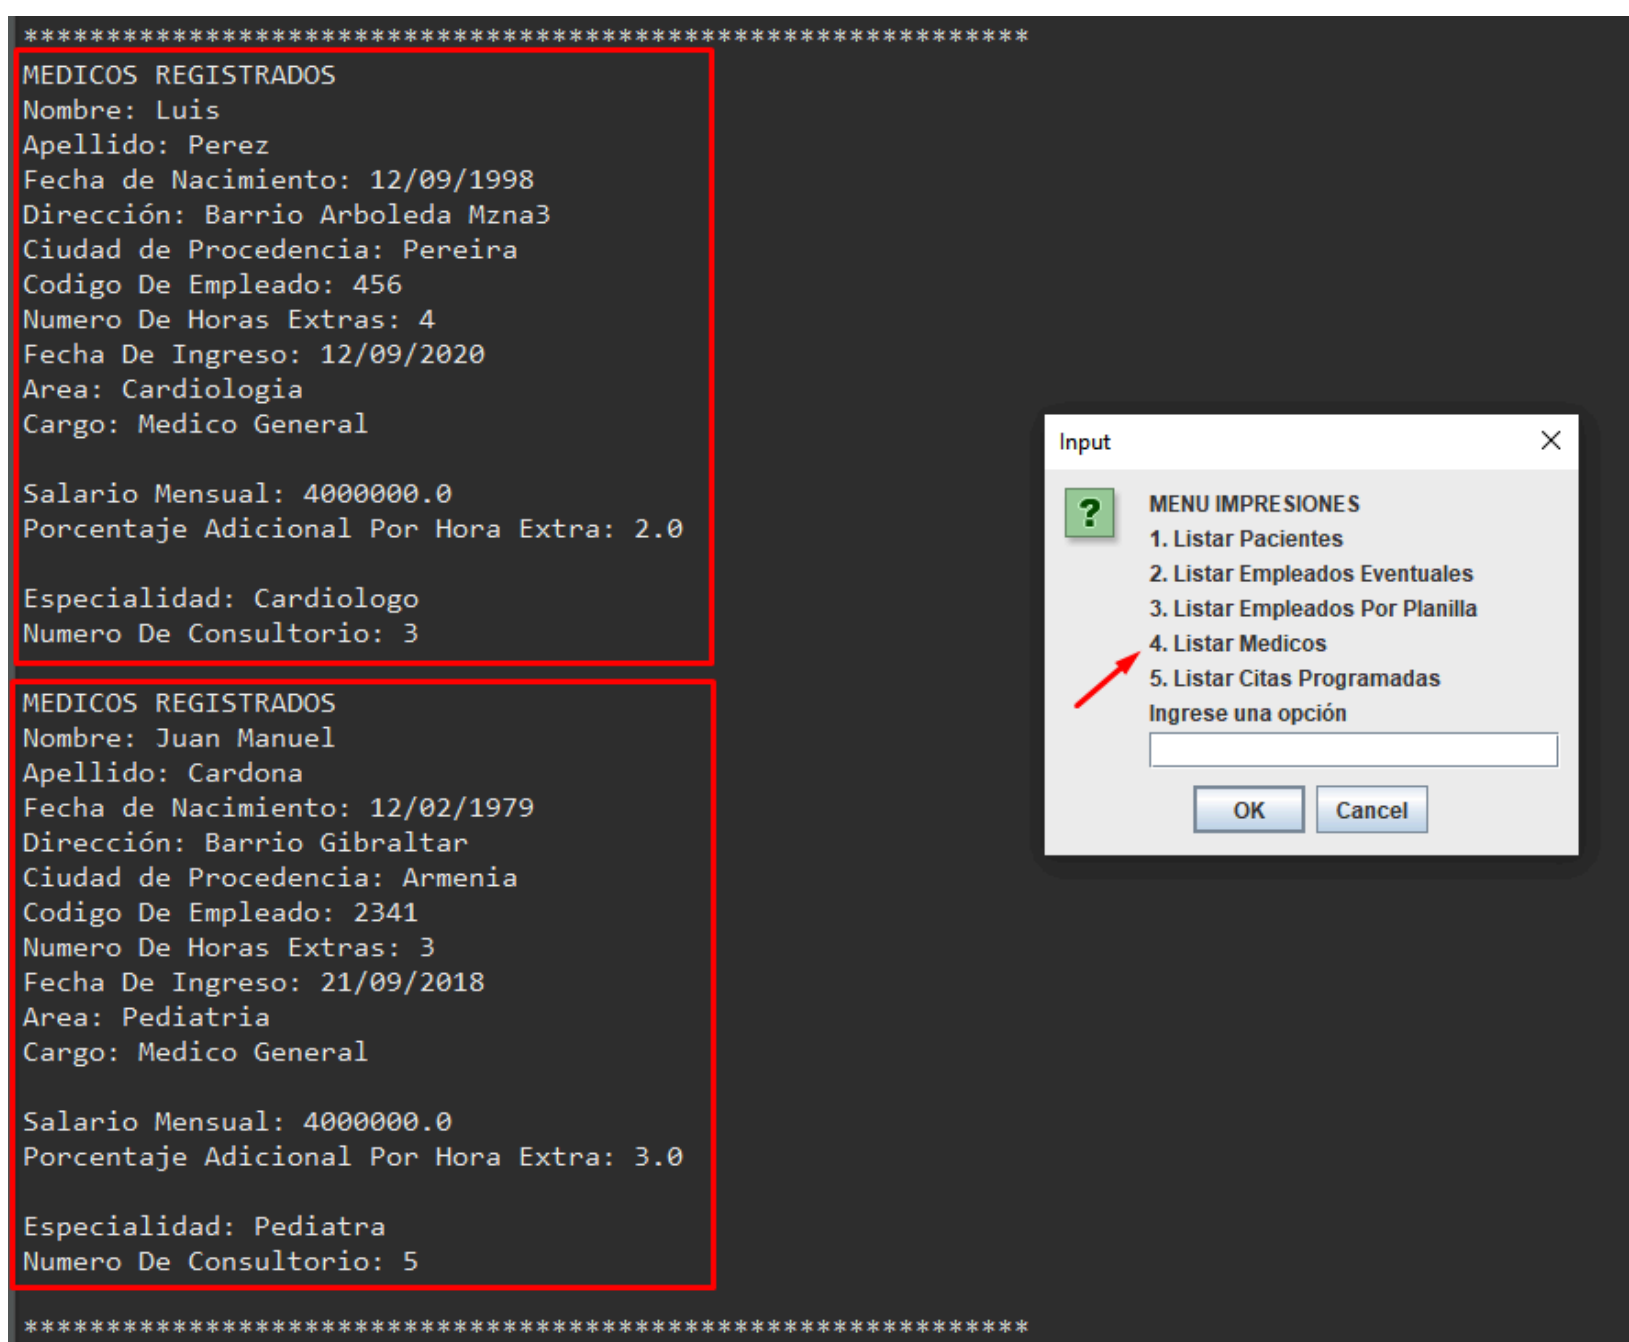 *************************************************************
MEDICOS REGISTRADOS
Nombre: Luis
Apellido: Perez
Fecha de Nacimiento: 12/09/1998
Dirección: Barrio Arboleda Mzna3
Ciudad de Procedencia: Pereira
Codigo De Empleado: 456
Numero De Horas Extras: 4
Fecha De Ingreso: 12/09/2020
Area: Cardiologia
Cargo: Medico General
Salario Mensual: 4000000.0
Porcentaje Adicional Por Hora Extra: 2.0
Especialidad: Cardiologo
Numero De Consultorio: 3
MEDICOS REGISTRADOS
Nombre: Juan Manuel
Apellido: Cardona
Fecha de Nacimiento: 12/02/1979
Dirección: Barrio Gibraltar
Ciudad de Procedencia: Armenia
Codigo De Empleado: 2341
Numero De Horas Extras: 3
Fecha De Ingreso: 21/09/2018
Area: Pediatria
Cargo: Medico General
Salario Mensual: 4000000.0
Porcentaje Adicional Por Hora Extra: 3.0
Especialidad: Pediatra
Numero De Consultorio: 5
*************************************************************
Input
?
MENU IMPRESIONES
1. Listar Pacientes
2. Listar Empleados Eventuales
3. Listar Empleados Por Planilla
4. Listar Medicos
5. Listar Citas Programadas
Ingrese una opción
OK
Cancel